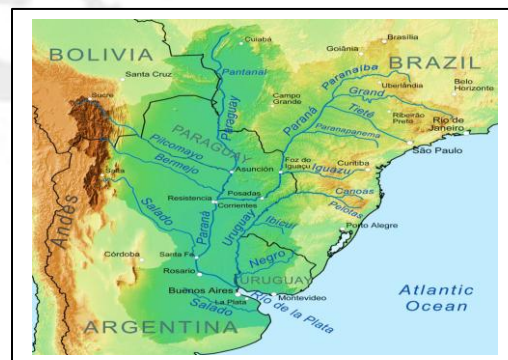 BOLIVIA
Cuiabá
Brasília
Goiânia
BRAZIL
Santa Cruz
Pantanal
Paranaíba
Uberlândia
Belo
Horizonte
Sucre
Campo
Grande
Grand
Paraná
Tietê
Ribeirão
Preto
Rio de
Janeiro
Paraguay
PARAGUAY
Paranapanema
São Paulo
Pilcomayo
Bermejo
Asunción
Foz do
Iguaçu
Iguazu
Curitiba
Salta
Andes
Salado
Resistencia
Posadas
Corrientes
Canoas
Pelotas
Paraná
Uruguay
Ibicuí
Porto Alegre
Córdoba
Santa Fe
Negro
Rosario
URUGUAY
Buenos Aires
La Plata
Montevideo
Río de la Plata
Salado
ARGENTINA
Atlantic
Ocean